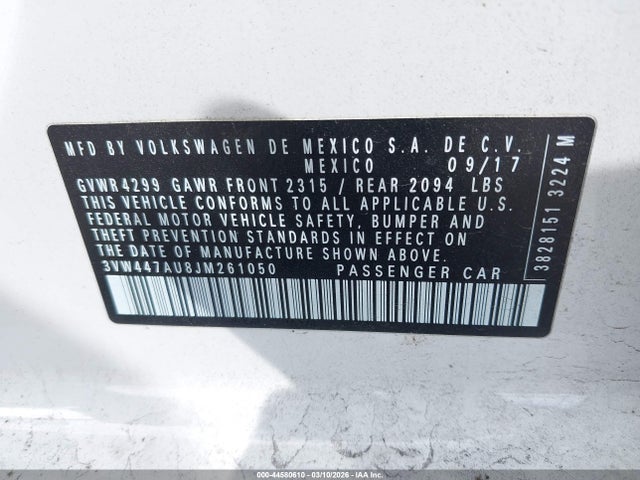 MFD BY VOLKSWAGEN DE MEXICO S.A. DE C.V.
MEXICO 09/17
GVWR 4299 GAWR FRONT 2315 / REAR 2094 LBS
THIS VEHICLE CONFORMS TO ALL APPLICABLE U.S.
FEDERAL MOTOR VEHICLE SAFETY, BUMPER AND
THEFT PREVENTION STANDARDS IN EFFECT ON
THE DATE OF MANUFACTURE SHOWN ABOVE.
3VW447AU8JM261050 PASSENGER CAR
3828151 3224 M
000-44580610 - 03/10/2026 - IAA Inc.